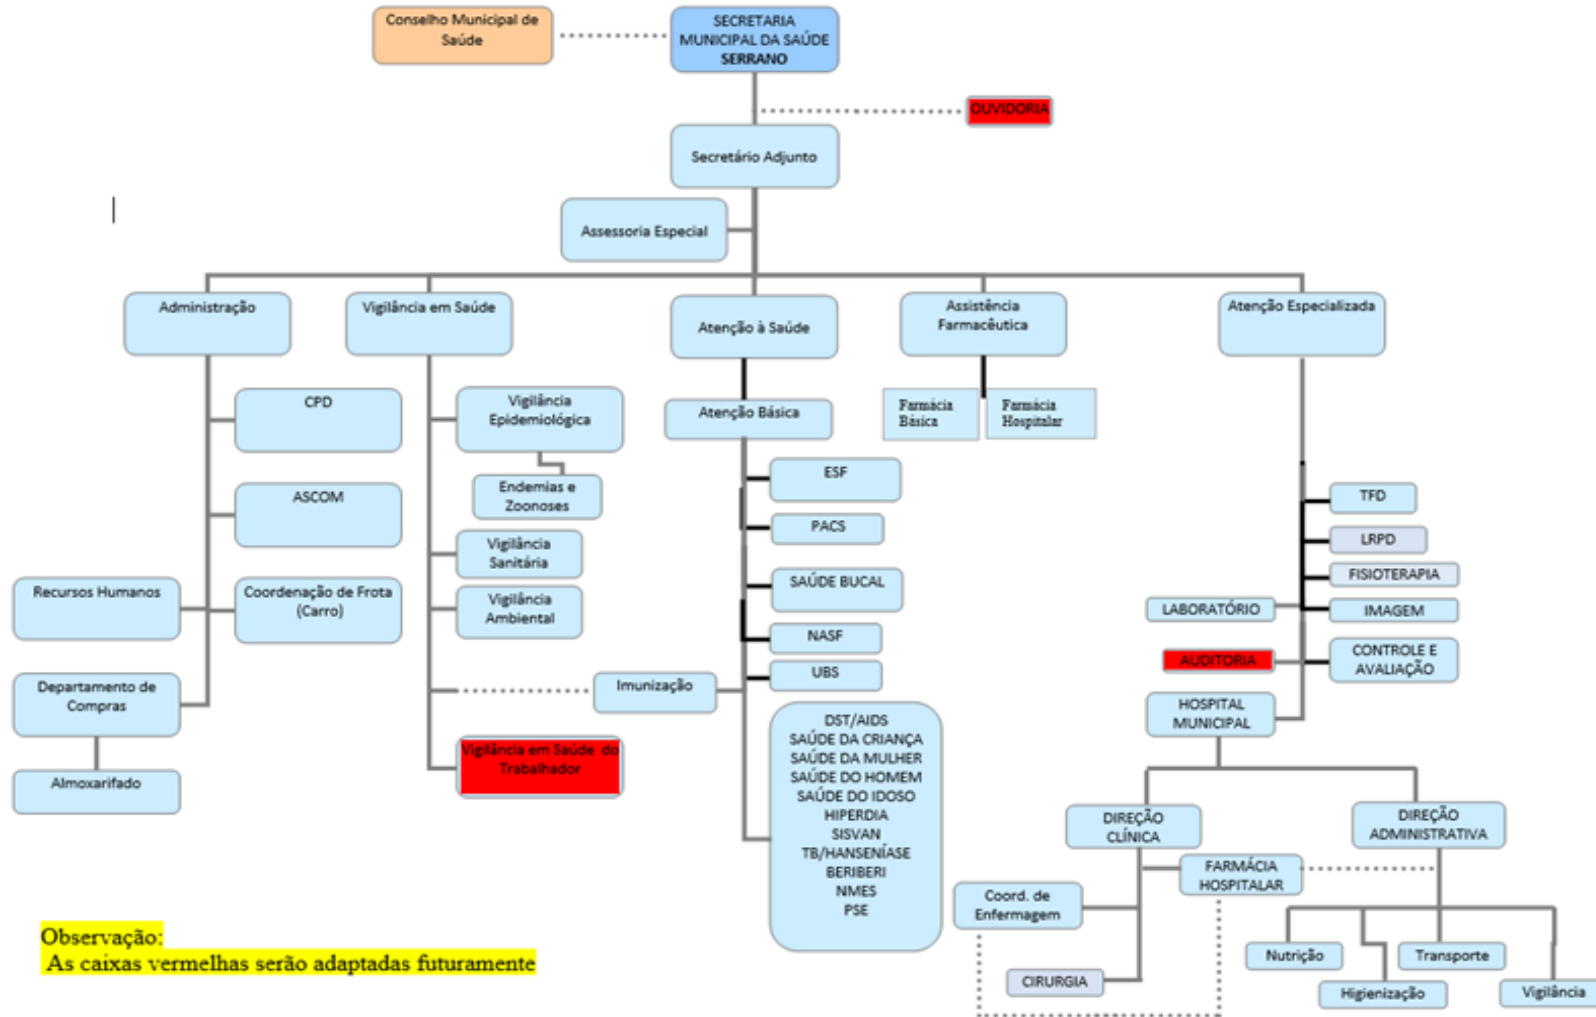 Conselho Municipal de
Saúde
SECRETARIA
MUNICIPAL DA SAÚDE
SERRANO
OUVIDORIA
Secretário Adjunto
Assessoria Especial
Administração
Vigilância em Saúde
Atenção à Saúde
Assistência
Farmacêutica
Atenção Especializada
CPD
Vigilância
Epidemiológica
Atenção Básica
Farmácia
Básica
Farmácia
Hospitalar
ASCOM
Endemias e
Zoonoses
ESF
TFD
PACS
LRPD
Vigilância
Sanitária
FISIOTERAPIA
Recursos Humanos
Coordenação de Frota
(Carro)
Vigilância
Ambiental
SAÚDE BUCAL
LABORATÓRIO
IMAGEM
NASF
AUDITORIA
CONTROLE E
AVALIAÇÃO
UBS
Departamento de
Compras
Imunização
HOSPITAL
MUNICIPAL
Vigilância em Saúde do
Trabalhador
Almoxarifado
DST/AIDS
SAÚDE DA CRIANÇA
SAÚDE DA MULHER
SAÚDE DO HOMEM
SAÚDE DO IDOSO
HIPERDIA
SISVAN
TB/HANSENÍASE
BERIBERI
NMES
PSE
DIREÇÃO
CLÍNICA
DIREÇÃO
ADMINISTRATIVA
FARMÁCIA
HOSPITALAR
Coord. de
Enfermagem
CIRURGIA
Nutrição
Transporte
Higienização
Vigilância
Observação:
As caixas vermelhas serão adaptadas futuramente